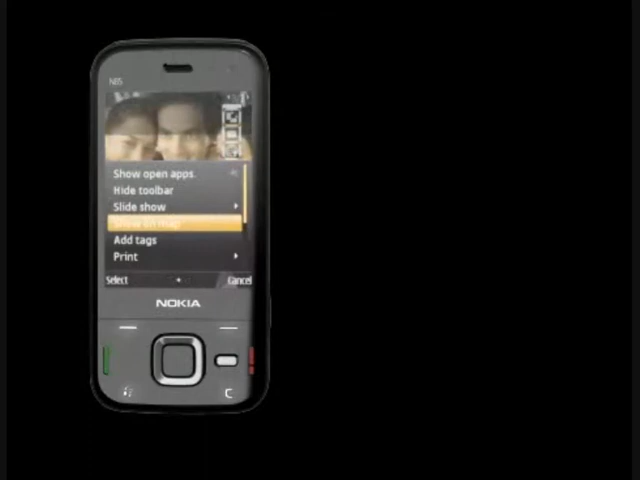 N85
Show open apps.
Hide toolbar
Slide show
Show on map
Add tags
Print
Select
Cancel
NOKIA
C